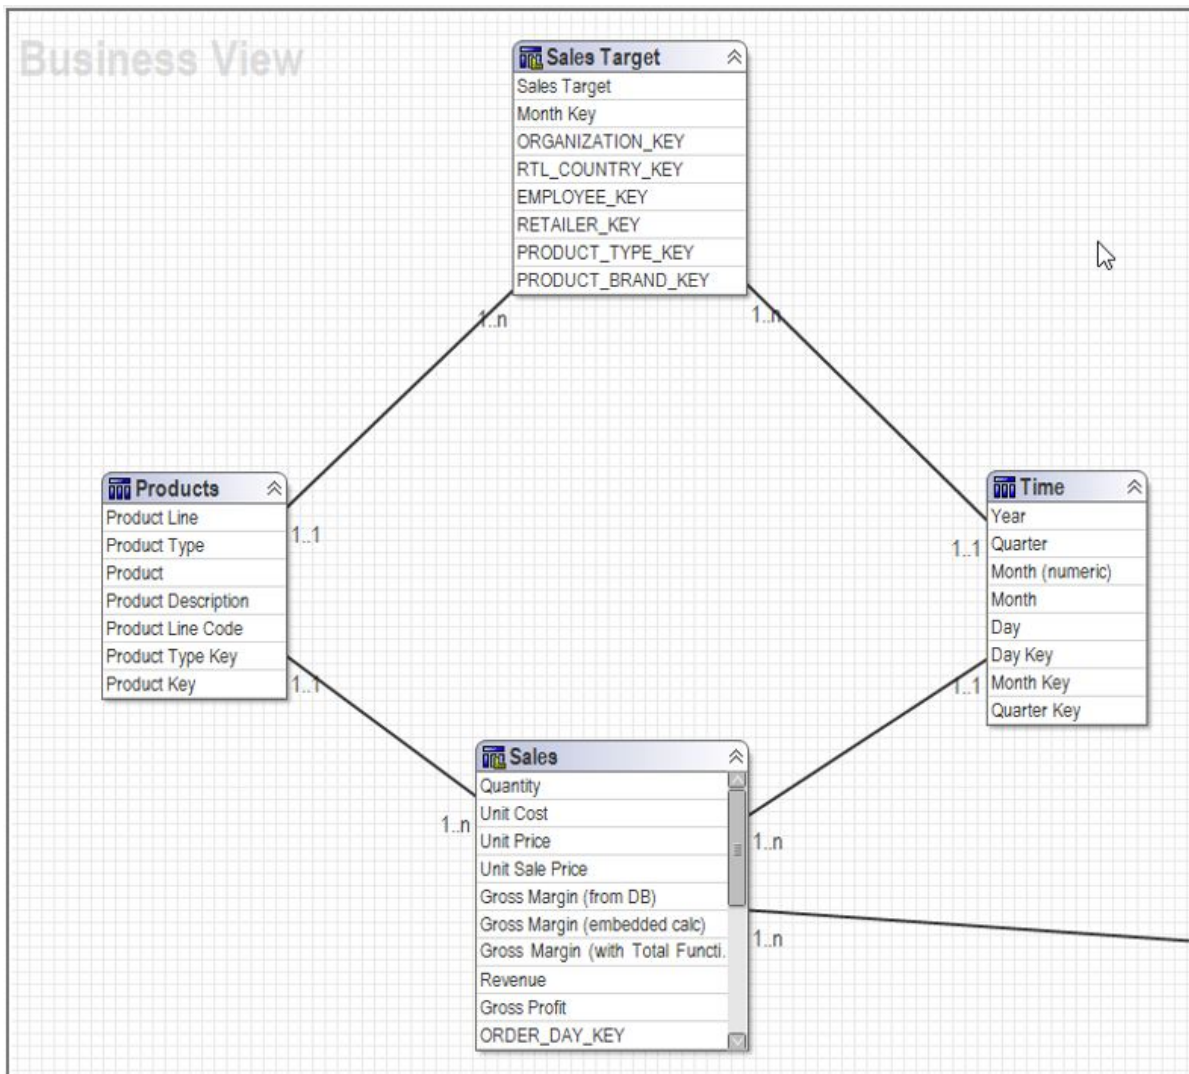 Business View
Sales Target
Sales Target
Month Key
ORGANIZATION_KEY
RTL_COUNTRY_KEY
EMPLOYEE_KEY
RETAILER_KEY
PRODUCT_TYPE_KEY
PRODUCT_BRAND_KEY
1..n
1..n
Products
Product Line
Product Type
Product
Product Description
Product Line Code
Product Type Key
Product Key
1..1
1..1
Time
Year
Quarter
Month (numeric)
Month
Day
Day Key
Month Key
Quarter Key
1..1
1..1
Sales
Quantity
Unit Cost
Unit Price
Unit Sale Price
Gross Margin (from DB)
Gross Margin (embedded calc)
Gross Margin (with Total Functi.
Revenue
Gross Profit
ORDER_DAY_KEY
1..n
1..n
1..n